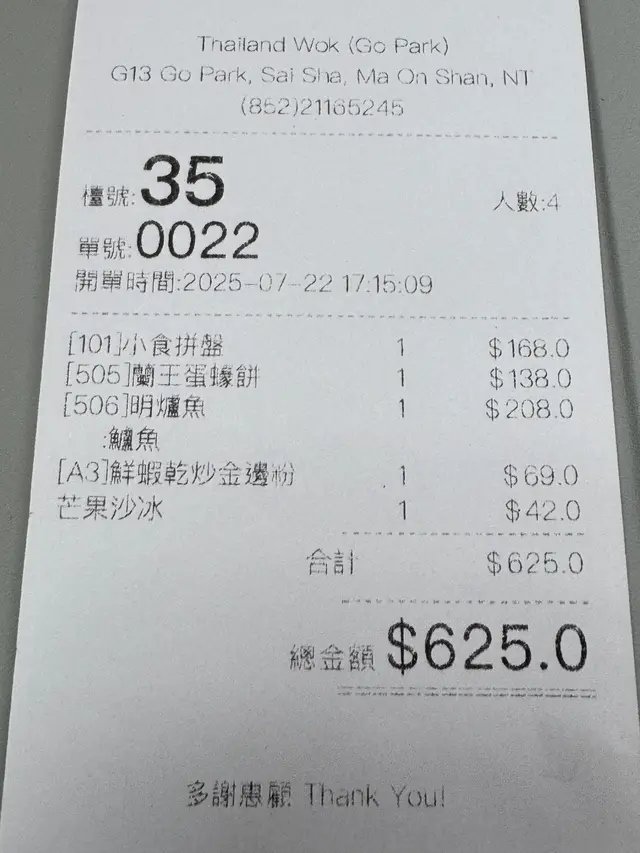 Thailand Wok (Go Park)
G13 Go Park, Sai Sha, Ma On Shan, NT
(852)21165245
檯號:35 人數:4
單號:0022
開單時間:2025-07-22 17:15:09
[101]小食拼盤 1 $168.0
[505]蘭王蛋蠔餅 1 $138.0
[506]明爐魚 1 $208.0
:鱸魚
[A3]鮮蝦乾炒金邊粉 1 $69.0
芒果沙冰 1 $42.0
合計 $625.0
總金額 $625.0
多謝惠顧 Thank You!